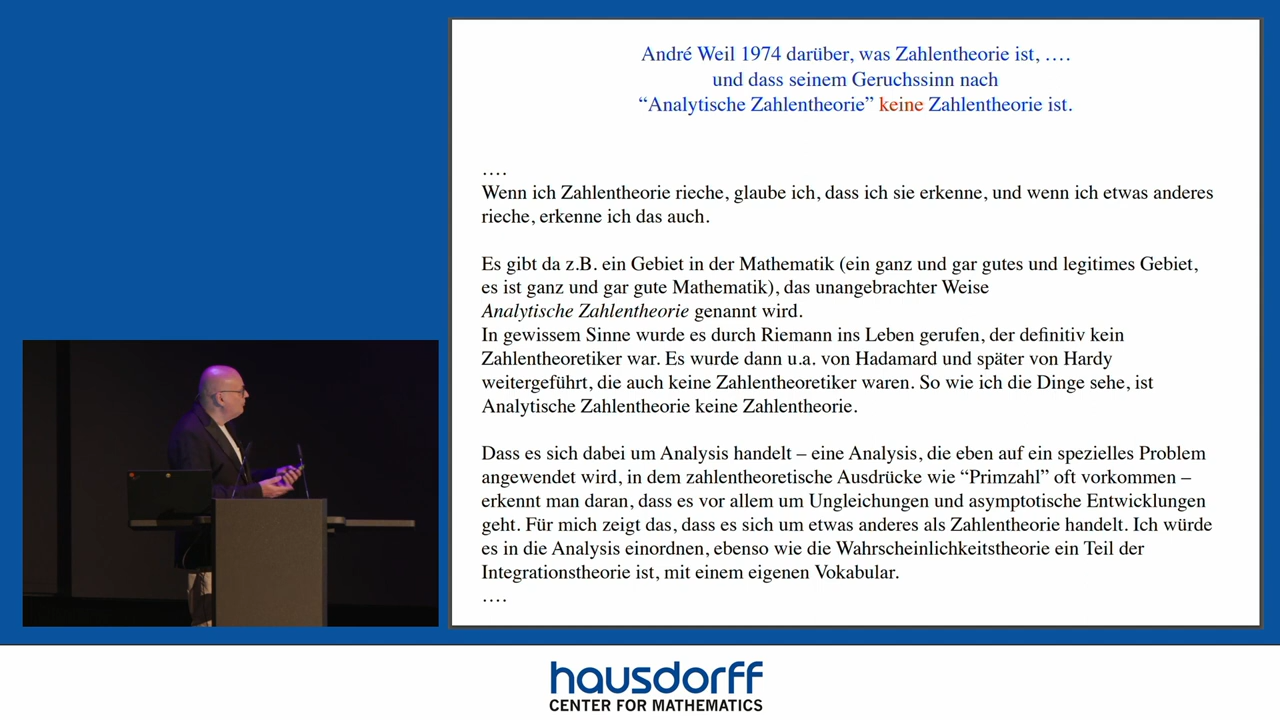 André Weil 1974 darüber, was Zahlentheorie ist, ….
und dass seinem Geruchssinn nach
“Analytische Zahlentheorie” keine Zahlentheorie ist.
….
Wenn ich Zahlentheorie rieche, glaube ich, dass ich sie erkenne, und wenn ich etwas anderes
rieche, erkenne ich das auch.
Es gibt da z.B. ein Gebiet in der Mathematik (ein ganz und gar gutes und legitimes Gebiet,
es ist ganz und gar gute Mathematik), das unangebrachter Weise
Analytische Zahlentheorie genannt wird.
In gewissem Sinne wurde es durch Riemann ins Leben gerufen, der definitiv kein
Zahlentheoretiker war. Es wurde dann u.a. von Hadamard und später von Hardy
weitergeführt, die auch keine Zahlentheoretiker waren. So wie ich die Dinge sehe, ist
Analytische Zahlentheorie keine Zahlentheorie.
Dass es sich dabei um Analysis handelt – eine Analysis, die eben auf ein spezielles Problem
angewendet wird, in dem zahlentheoretische Ausdrücke wie “Primzahl” oft vorkommen –
erkennt man daran, dass es vor allem um Ungleichungen und asymptotische Entwicklungen
geht. Für mich zeigt das, dass es sich um etwas anderes als Zahlentheorie handelt. Ich würde
es in die Analysis einordnen, ebenso wie die Wahrscheinlichkeitstheorie ein Teil der
Integrationstheorie ist, mit einem eigenen Vokabular.
….
hausdorff
CENTER FOR MATHEMATICS